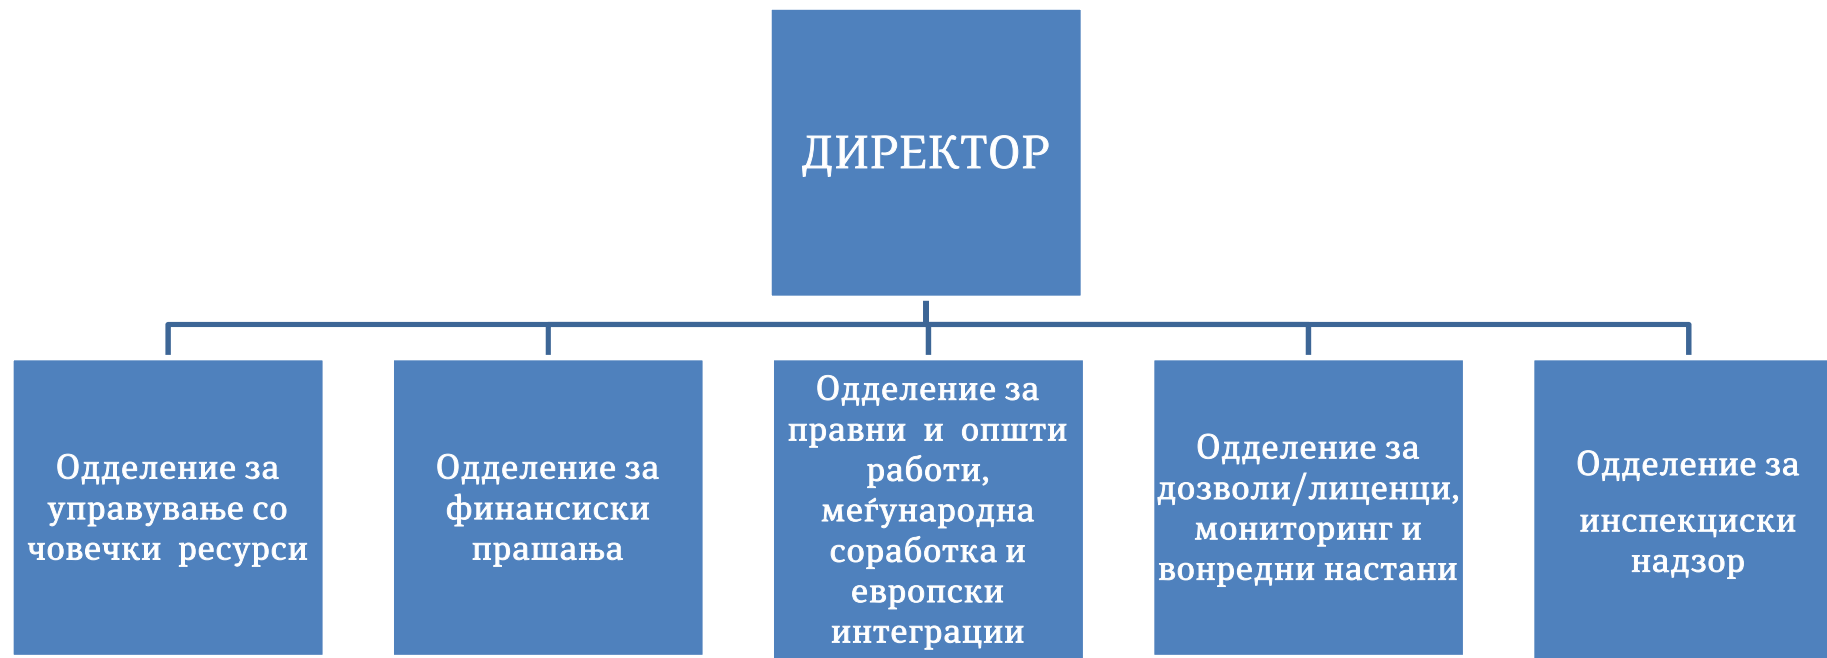 ДИРЕКТОР
Одделение за
управување со
човечки ресурси
Одделение за
финансиски
прашања
Одделение за
правни и општи
работи,
меѓународна
соработка и
европски
интеграции
Одделение за
дозволи/лиценци,
мониторинг и
вонредни настани
Одделение за
инспекциски
надзор